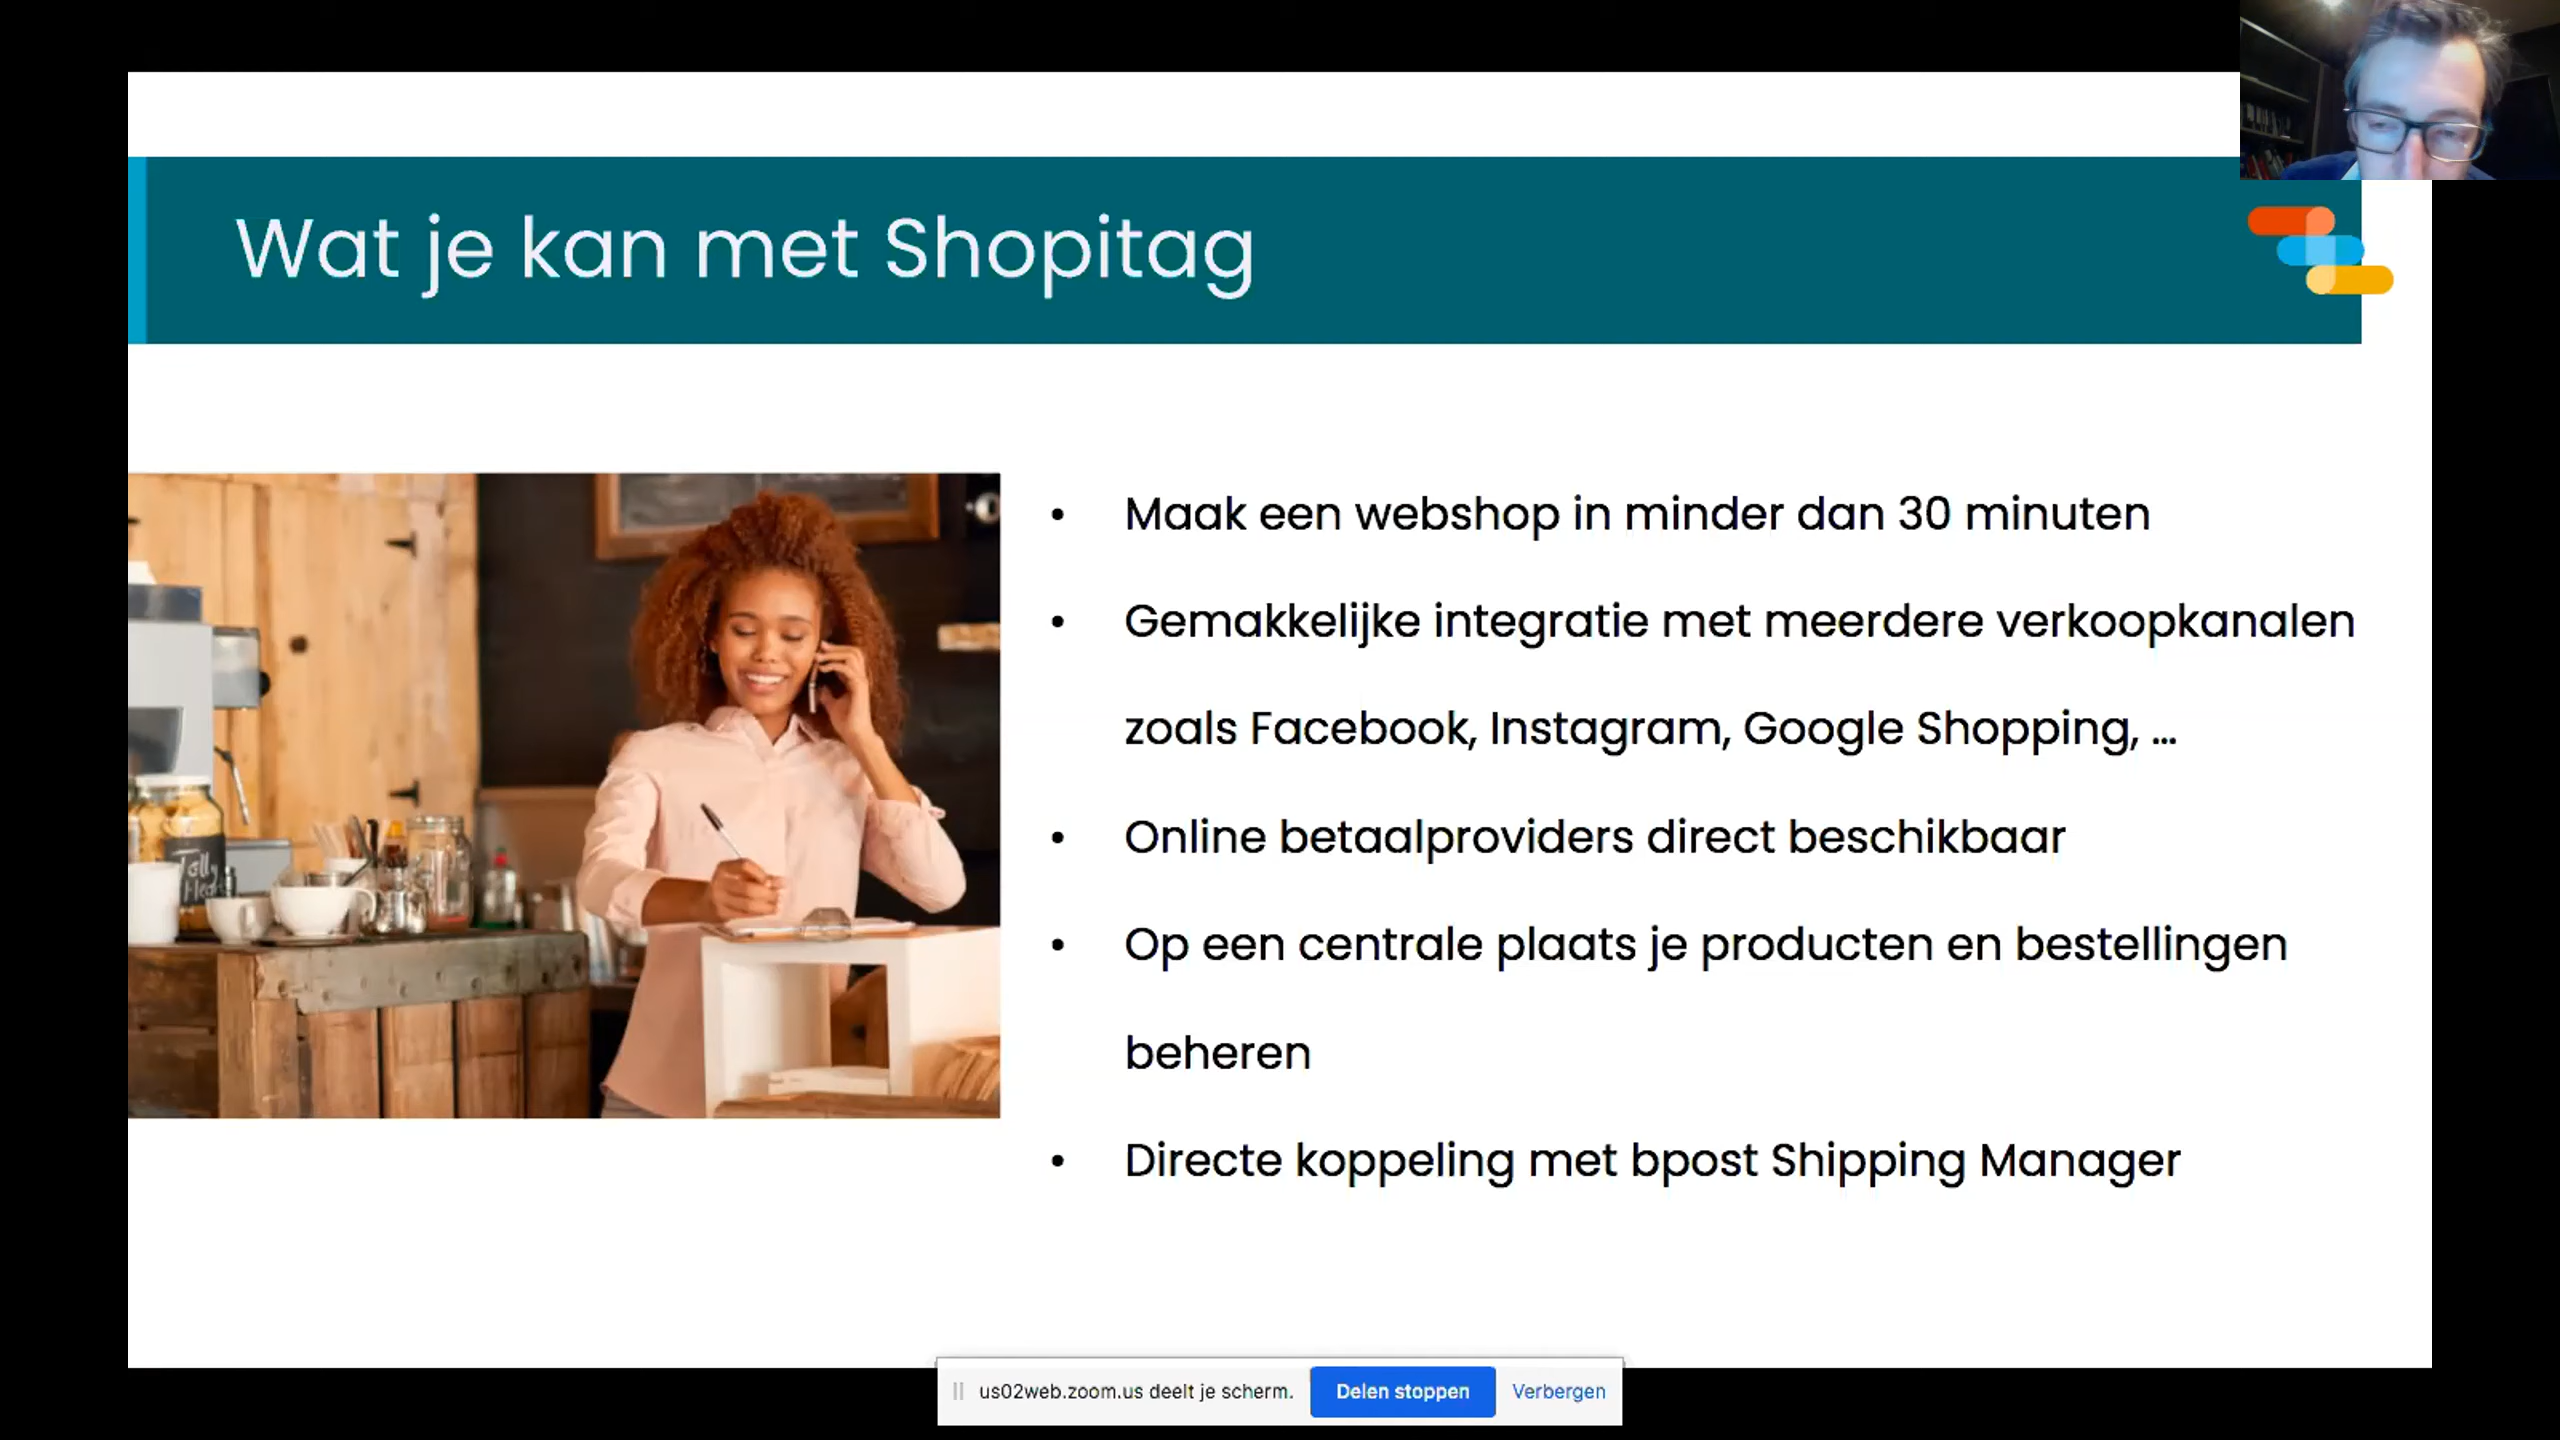 Wat je kan met Shopitag
Maak een webshop in minder dan 30 minuten
Gemakkelijke integratie met meerdere verkoopkanalen
zoals Facebook, Instagram, Google Shopping, ...
Online betaalproviders direct beschikbaar
Op een centrale plaats je producten en bestellingen
beheren
Directe koppeling met bpost Shipping Manager
us02web.zoom.us deelt je scherm.
Delen stoppen
Verbergen